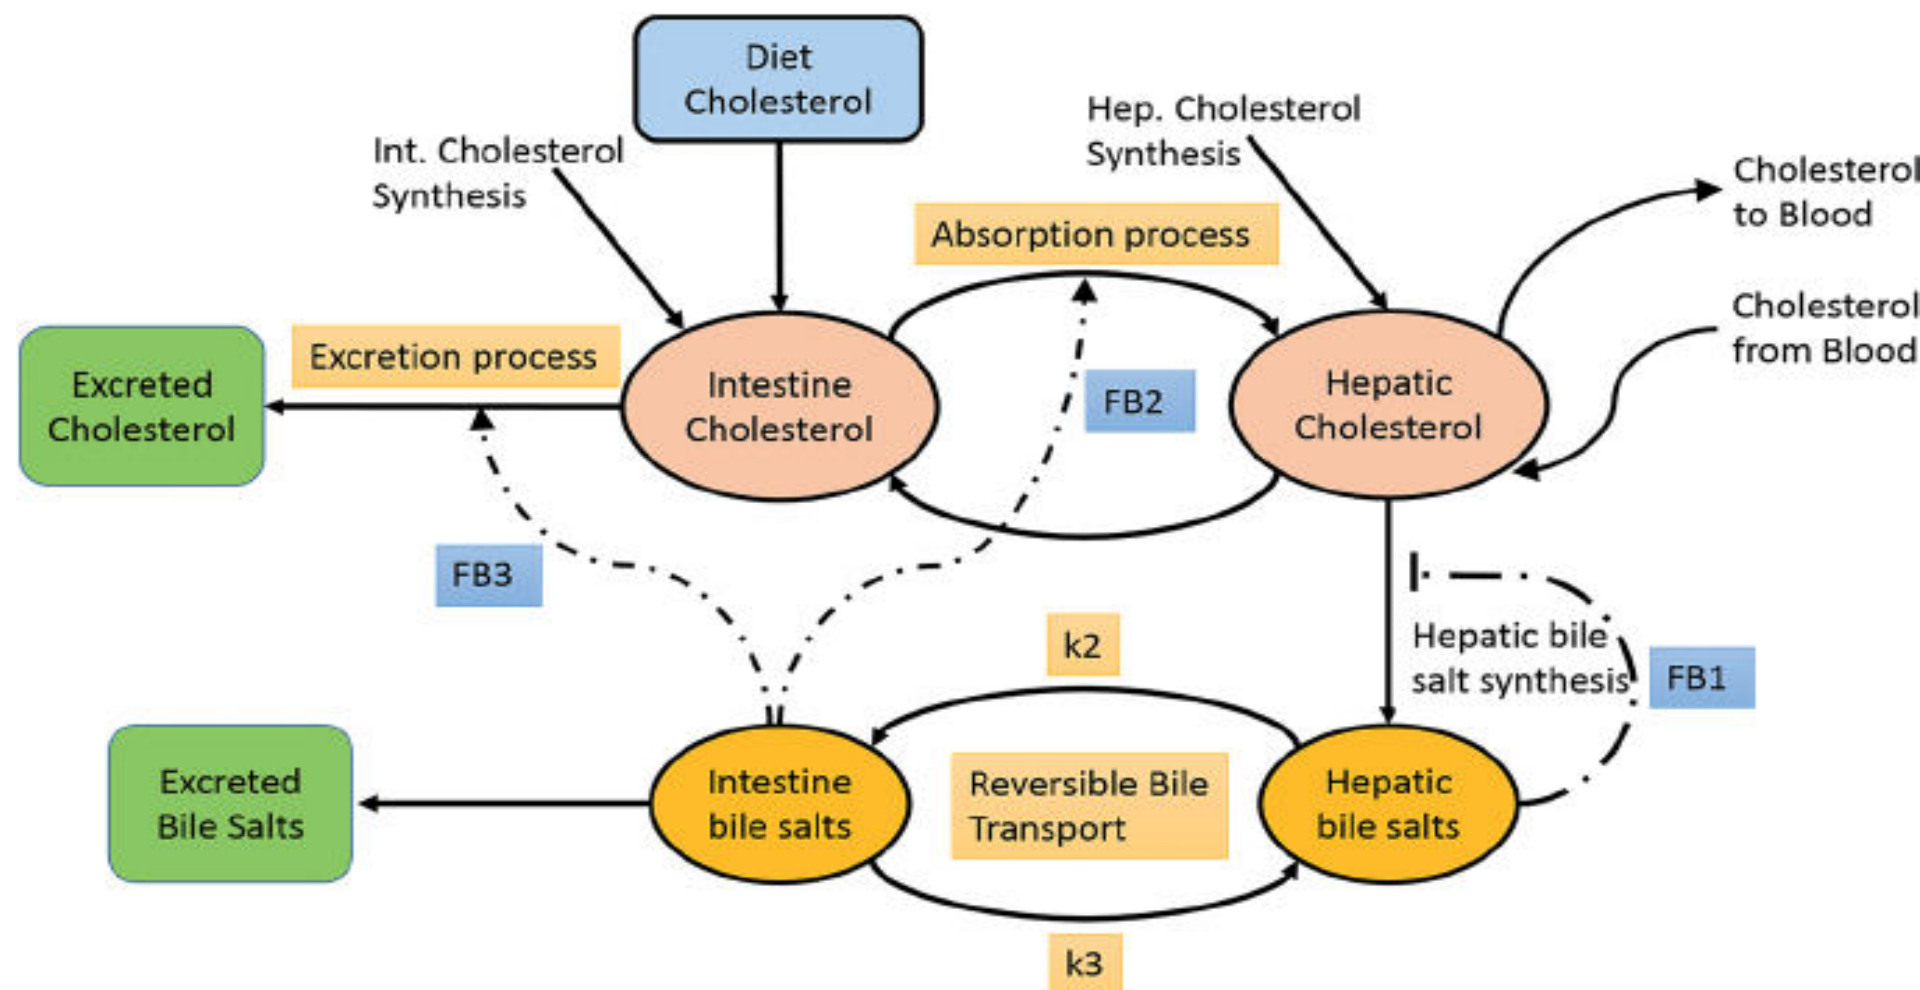 Diet
Cholesterol
Int. Cholesterol
Synthesis
Hep. Cholesterol
Synthesis
Cholesterol
to Blood
Absorption process
Cholesterol
from Blood
Excretion process
Excreted
Cholesterol
Intestine
Cholesterol
FB2
Hepatic
Cholesterol
FB3
k2
Hepatic bile
salt synthesis
FB1
Excreted
Bile Salts
Intestine
bile salts
Reversible Bile
Transport
Hepatic
bile salts
k3